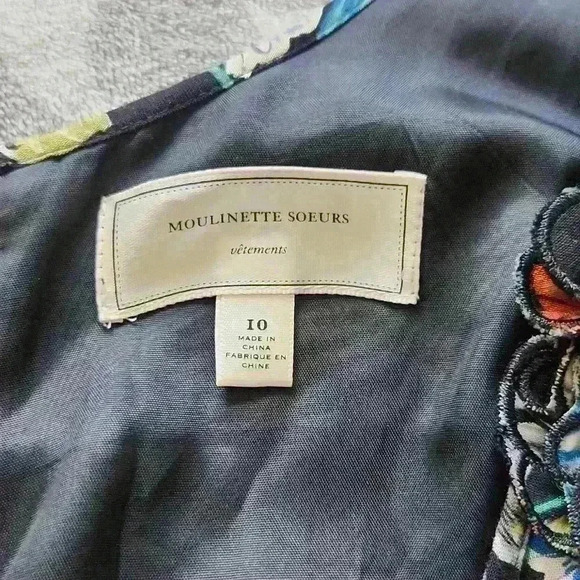 MOULINETTE SOEURS
vêtements
10
MADE IN
CHINA
FABRIQUE EN
CHINE